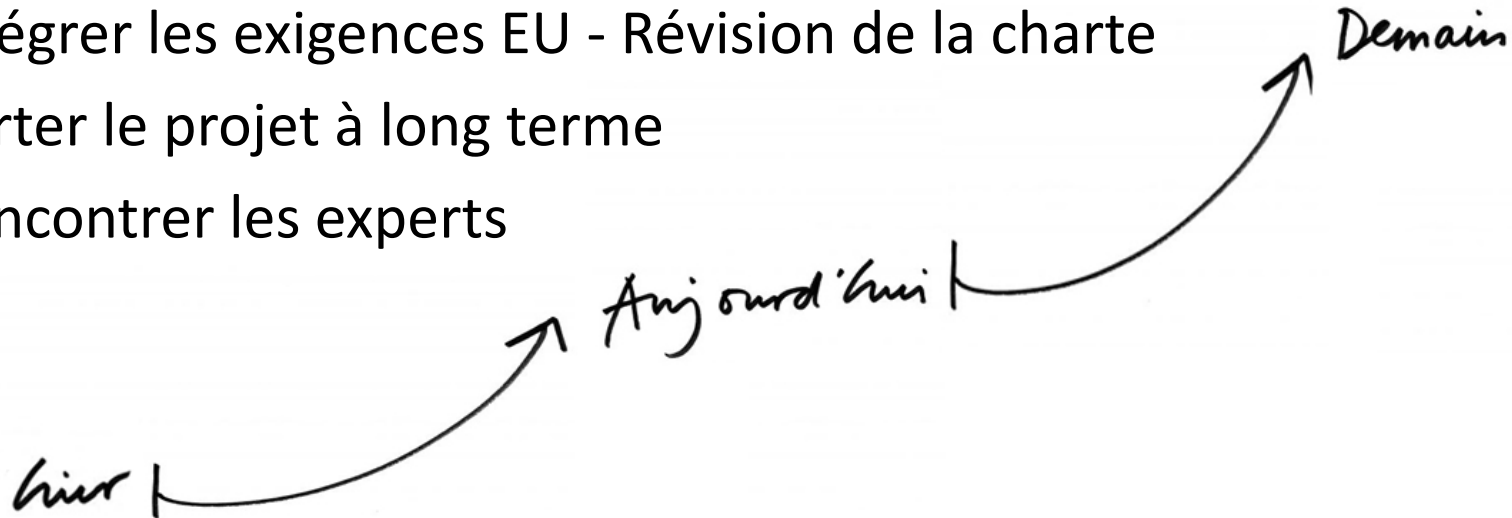 égrer les exigences EU - Révision de la charte
Demain
rter le projet à long terme
ncontrer les experts
Aujourd'hui
hier